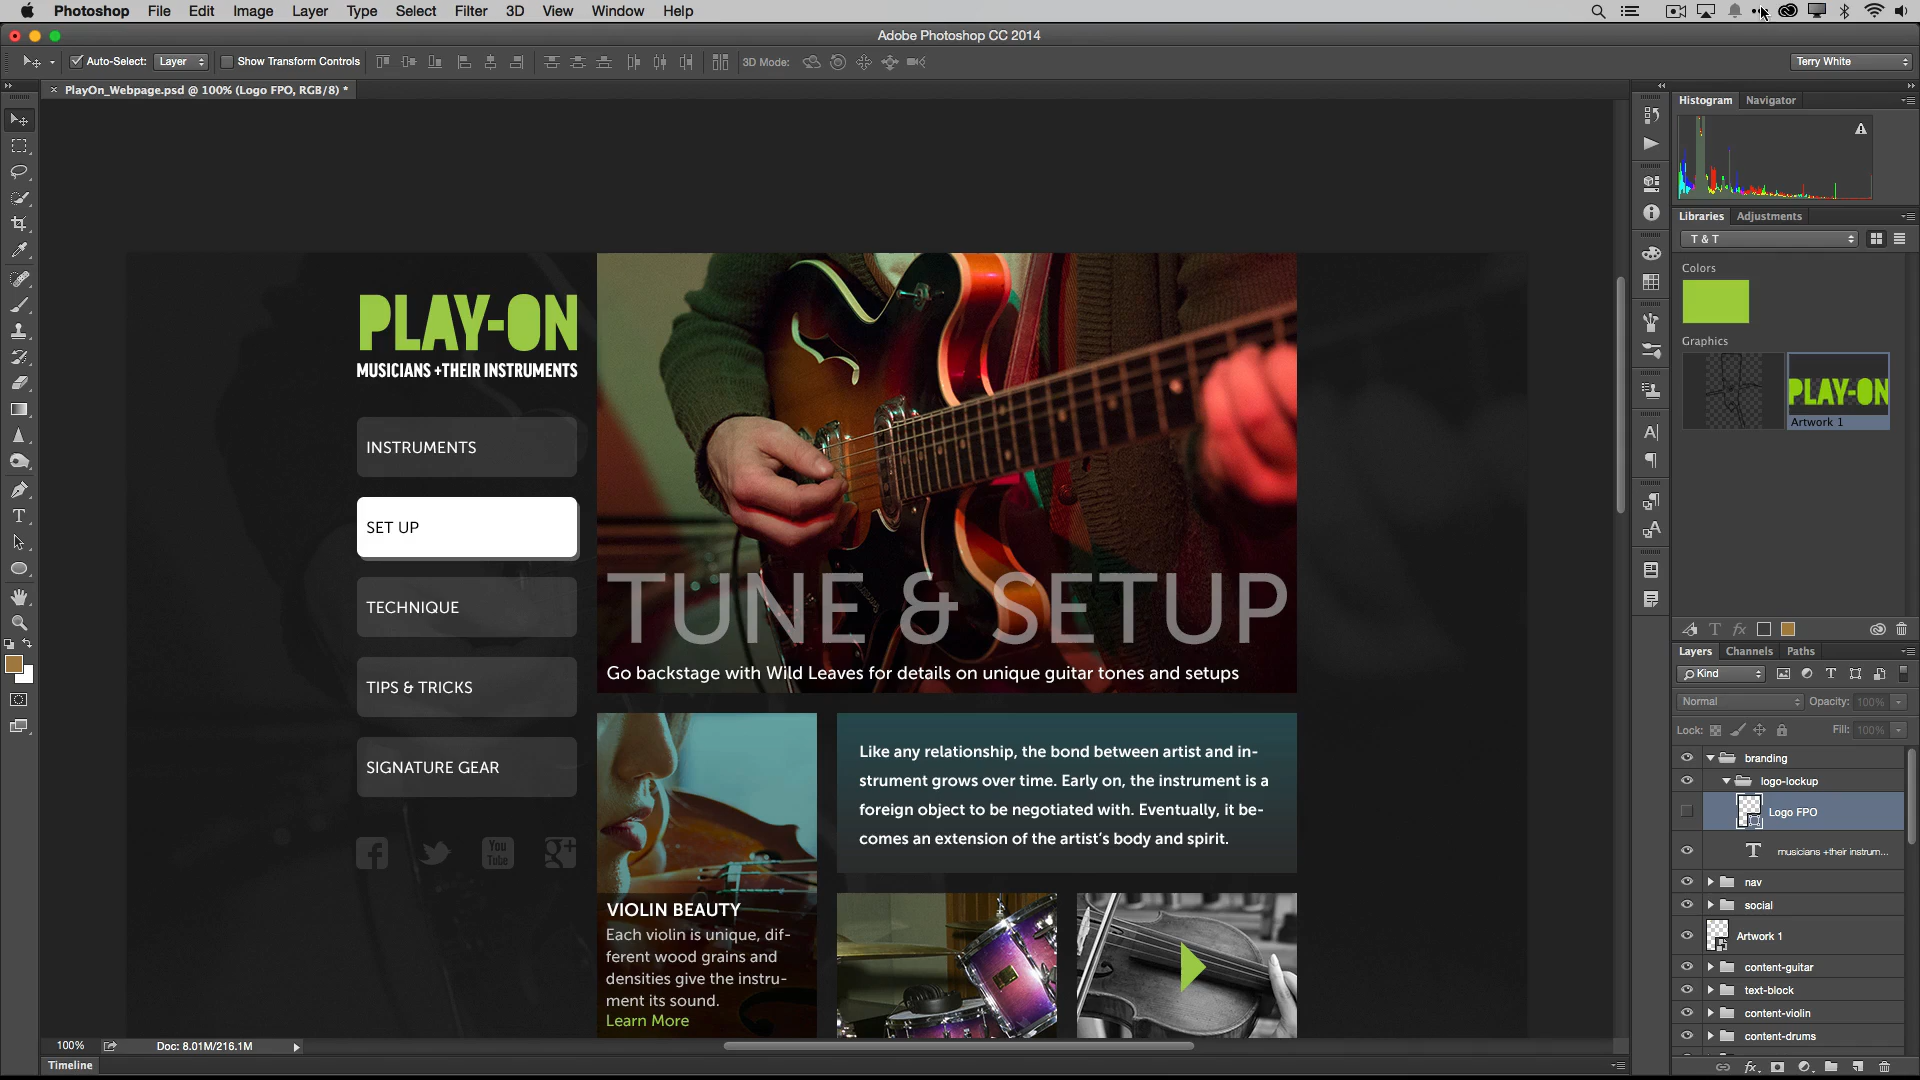 Photoshop File Edit Image Layer Type Select Filter 3D View Window Help
Adobe Photoshop CC 2014
Auto-Select: Layer Show Transform Controls 3D Mode: Terry White
PlayOn_Webpage.psd @ 100% (Logo FPO, RGB/8) *
Histogram Navigator
Libraries Adjustments
T & T
Colors
Graphics
PLAY-ON
Artwork 1
PLAY-ON
MUSICIANS +THEIR INSTRUMENTS
INSTRUMENTS
SET UP
TECHNIQUE
TIPS & TRICKS
SIGNATURE GEAR
You
Tube
TUNE & SETUP
Go backstage with Wild Leaves for details on unique guitar tones and setups
Like any relationship, the bond between artist and in-
strument grows over time. Early on, the instrument is a
foreign object to be negotiated with. Eventually, it be-
comes an extension of the artist's body and spirit.
VIOLIN BEAUTY
Each violin is unique, dif-
ferent wood grains and
densities give the instru-
ment its sound.
Learn More
Layers Channels Paths
Kind
Normal Opacity: 100%
Lock: Fill: 100%
branding
logo-lockup
Logo FPO
musicians +their instrum...
nav
social
Artwork 1
content-guitar
text-block
content-violin
content-drums
100% Doc: 8.01M/216.1M
Timeline